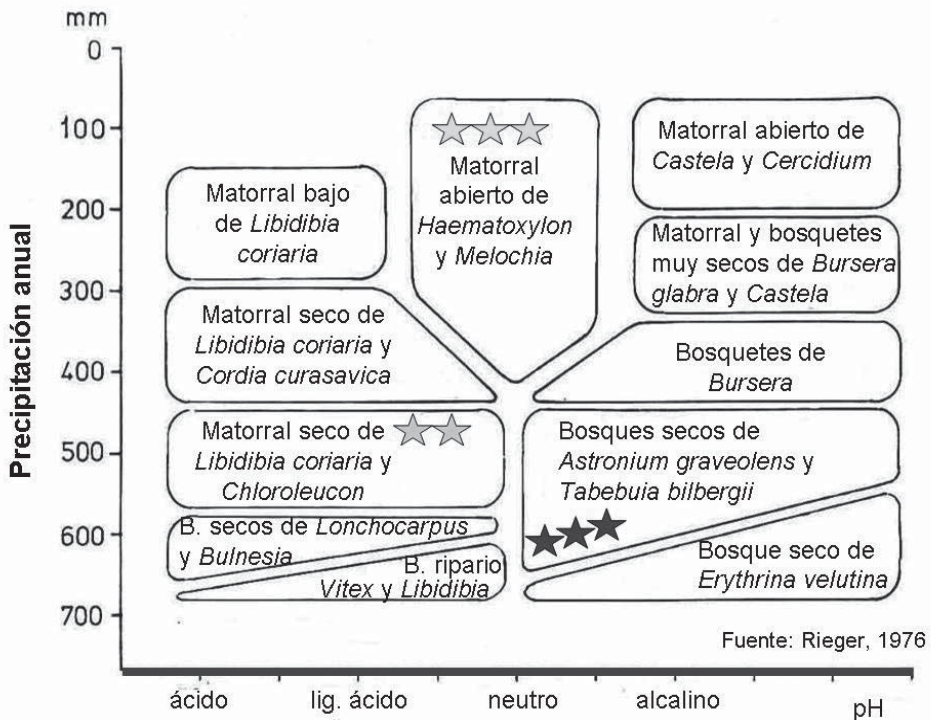 mm
0
100
200
300
400
500
600
700
Precipitación anual
Matorral bajo
de Libidibia
coriaria
Matorral
abierto de
Haematoxylon
y Melochia
Matorral abierto de
Castela y Cercidium
Matorral y bosquetes
muy secos de Bursera
glabra y Castela
Matorral seco de
Libidibia coriaria y
Cordia curasavica
Bosquetes de
Bursera
Matorral seco de
Libidibia coriaria y
Chloroleucon
Bosques secos de
Astronium graveolens y
Tabebuia bilbergii
B. secos de Lonchocarpus
y Bulnesia
B. ripario
Vitex y Libidibia
Bosque seco de
Erythrina velutina
Fuente: Rieger, 1976
ácido
lig. ácido
neutro
alcalino
pH